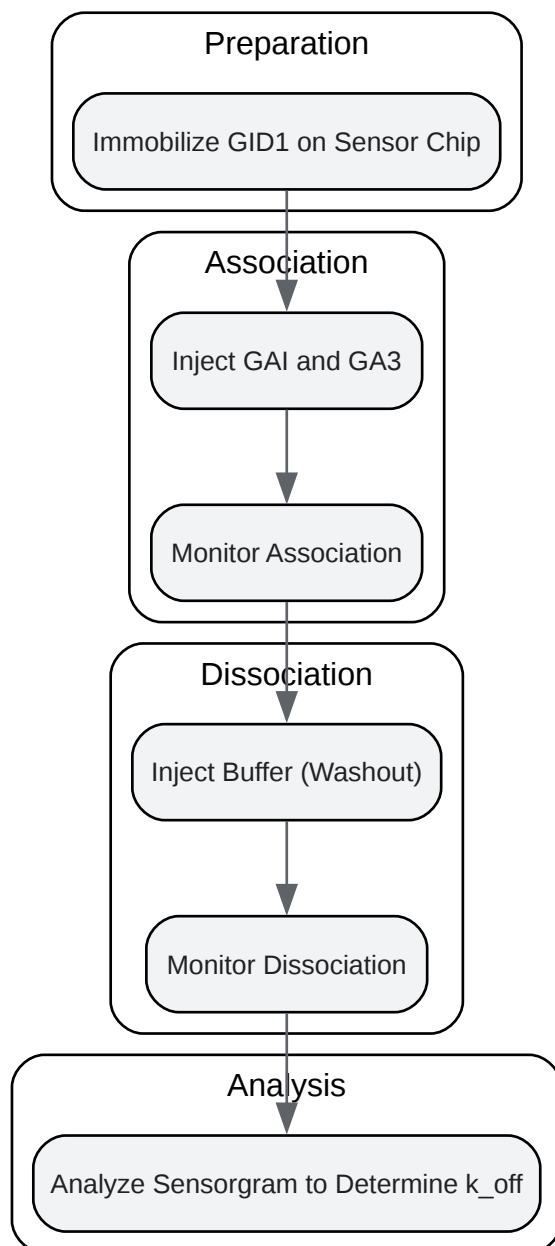 Preparation
Immobilize GID1 on Sensor Chip
Association
Inject GAI and GA3
Monitor Association
Dissociation
Inject Buffer (Washout)
Monitor Dissociation
Analysis
Analyze Sensorgram to Determine k_off